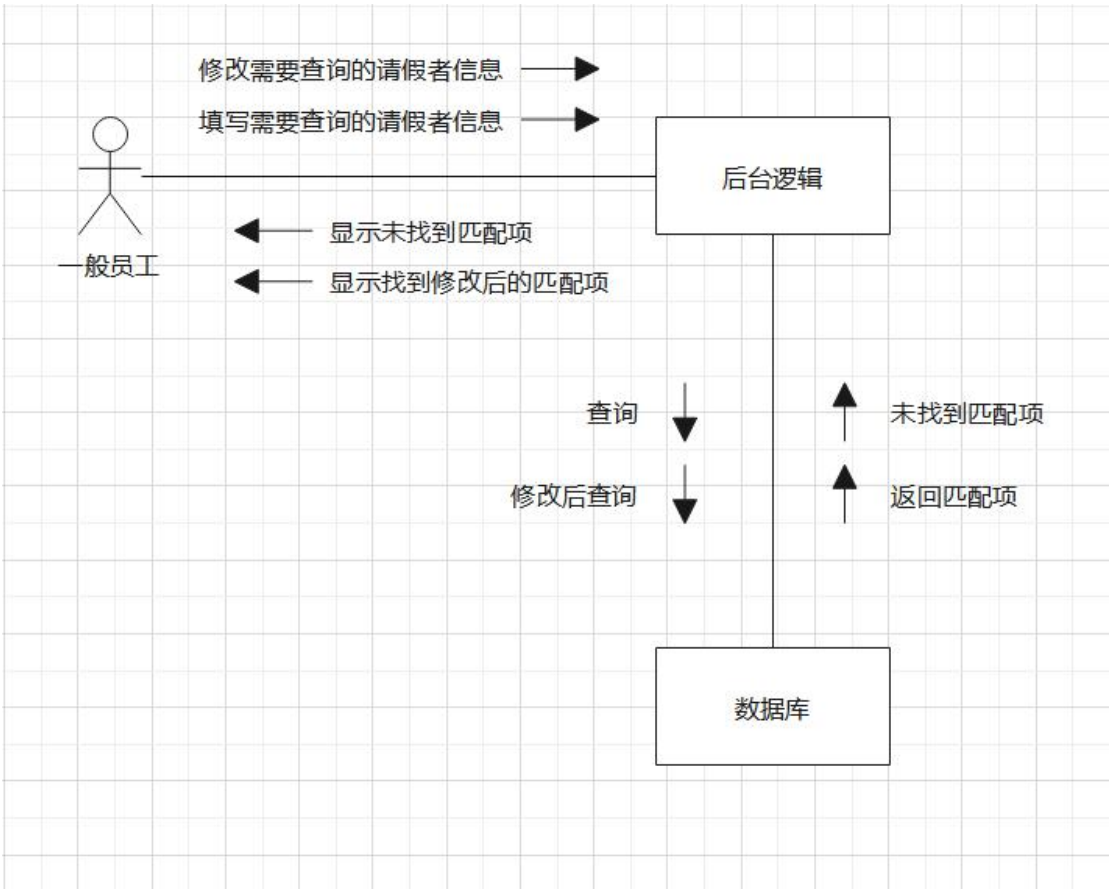 修改需要查询的请假者信息
填写需要查询的请假者信息
后台逻辑
显示未找到匹配项
一般员工
显示找到修改后的匹配项
查询
未找到匹配项
修改后查询
返回匹配项
数据库